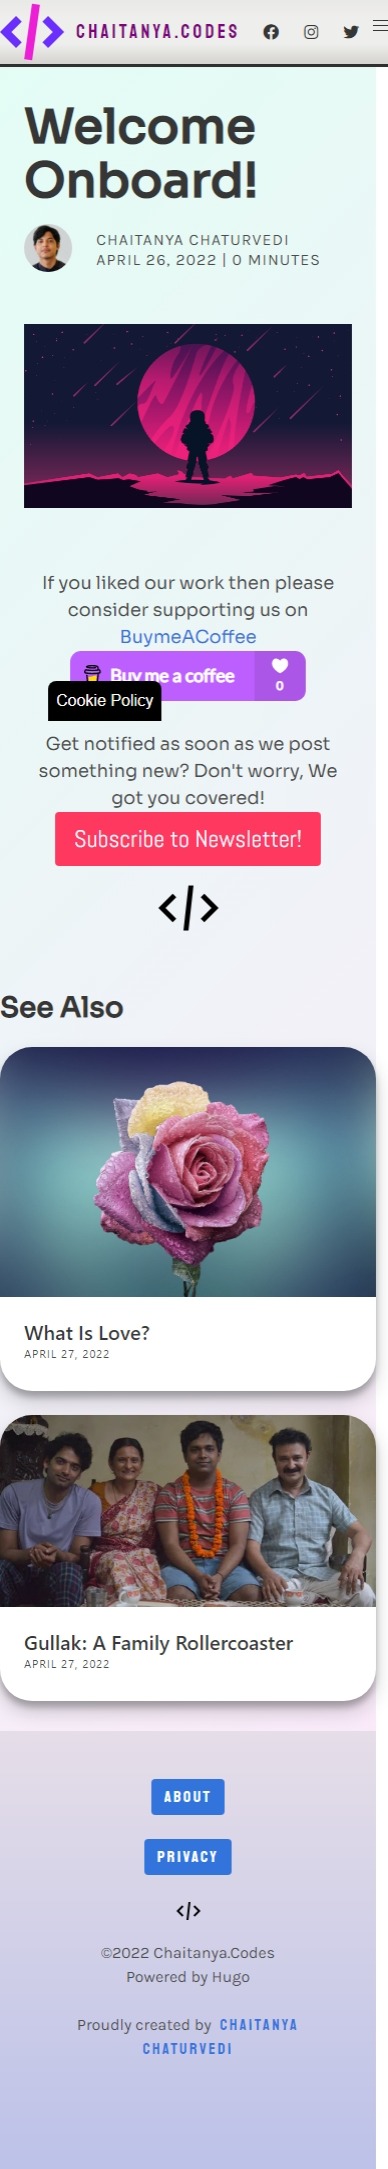 CHAITANYA.CODES
Welcome
Onboard!
CHAITANYA CHATURVEDI
APRIL 26, 2022 | 0 MINUTES
If you liked our work then please
consider supporting us on
BuymeACoffee
Buy me a coffee
0
Cookie Policy
Get notified as soon as we post
something new? Don't worry, We
got you covered!
Subscribe to Newsletter!
</>
See Also
What Is Love?
APRIL 27, 2022
Gullak: A Family Rollercoaster
APRIL 27, 2022
ABOUT
PRIVACY
</>
©2022 Chaitanya.Codes
Powered by Hugo
Proudly created by CHAITANYA
CHATURVEDI